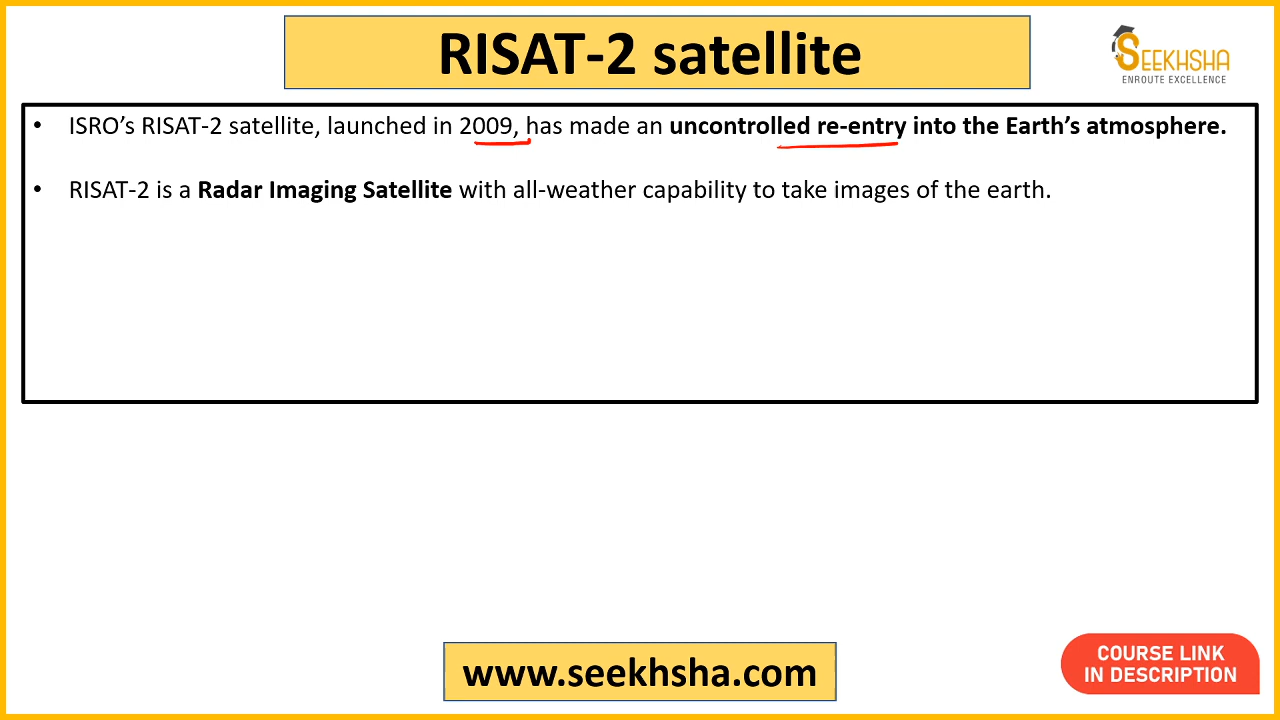 RISAT-2 satellite
SEEKHSHA
ENROUTE EXCELLENCE
• ISRO’s RISAT-2 satellite, launched in 2009, has made an uncontrolled re-entry into the Earth’s atmosphere.
• RISAT-2 is a Radar Imaging Satellite with all-weather capability to take images of the earth.
www.seekhsha.com
COURSE LINK
IN DESCRIPTION